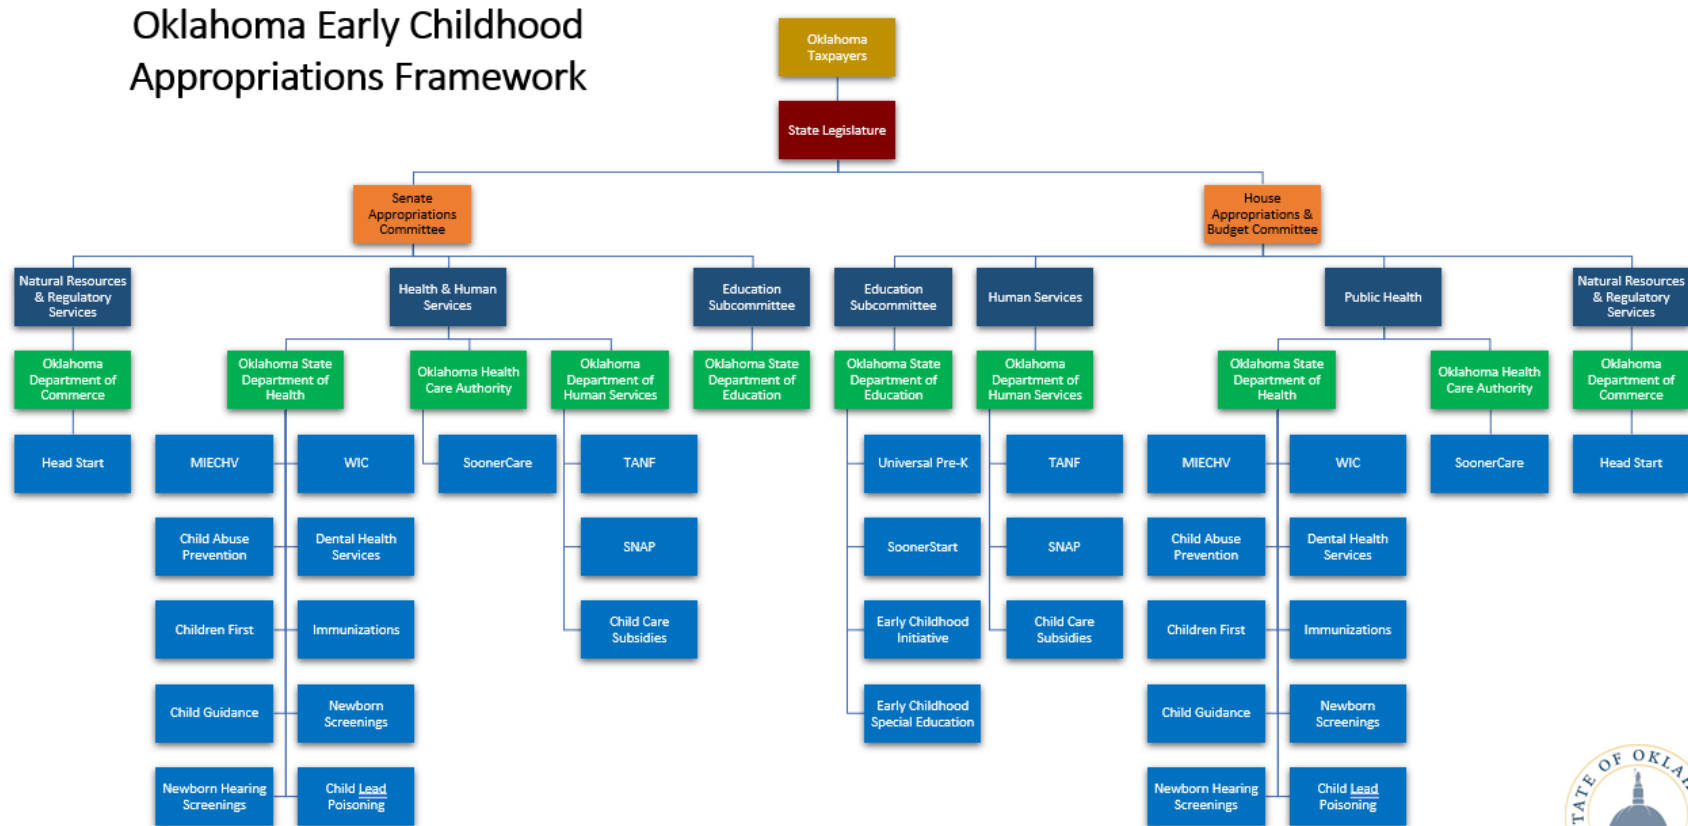 Oklahoma Early Childhood
Appropriations Framework
Oklahoma
Taxpayers
State Legislature
Senate
Appropriations
Committee
House
Appropriations &
Budget Committee
Natural Resources
& Regulatory
Services
Health & Human
Services
Education
Subcommittee
Education
Subcommittee
Human Services
Public Health
Natural Resources
& Regulatory
Services
Oklahoma
Department of
Commerce
Oklahoma State
Department of
Health
Oklahoma Health
Care Authority
Oklahoma
Department of
Human Services
Oklahoma State
Department of
Education
Oklahoma State
Department of
Education
Oklahoma
Department of
Human Services
Oklahoma State
Department of
Health
Oklahoma Health
Care Authority
Oklahoma
Department of
Commerce
Head Start
MIECHV
WIC
SoonerCare
TANF
Universal Pre-K
TANF
MIECHV
WIC
SoonerCare
Head Start
Child Abuse
Prevention
Dental Health
Services
SNAP
SoonerStart
SNAP
Child Abuse
Prevention
Dental Health
Services
Children First
Immunizations
Child Care
Subsidies
Early Childhood
Initiative
Child Care
Subsidies
Children First
Immunizations
Child Guidance
Newborn
Screenings
Early Childhood
Special Education
Child Guidance
Newborn
Screenings
Newborn Hearing
Screenings
Child Lead
Poisoning
Newborn Hearing
Screenings
Child Lead
Poisoning
STATE OF OKLA